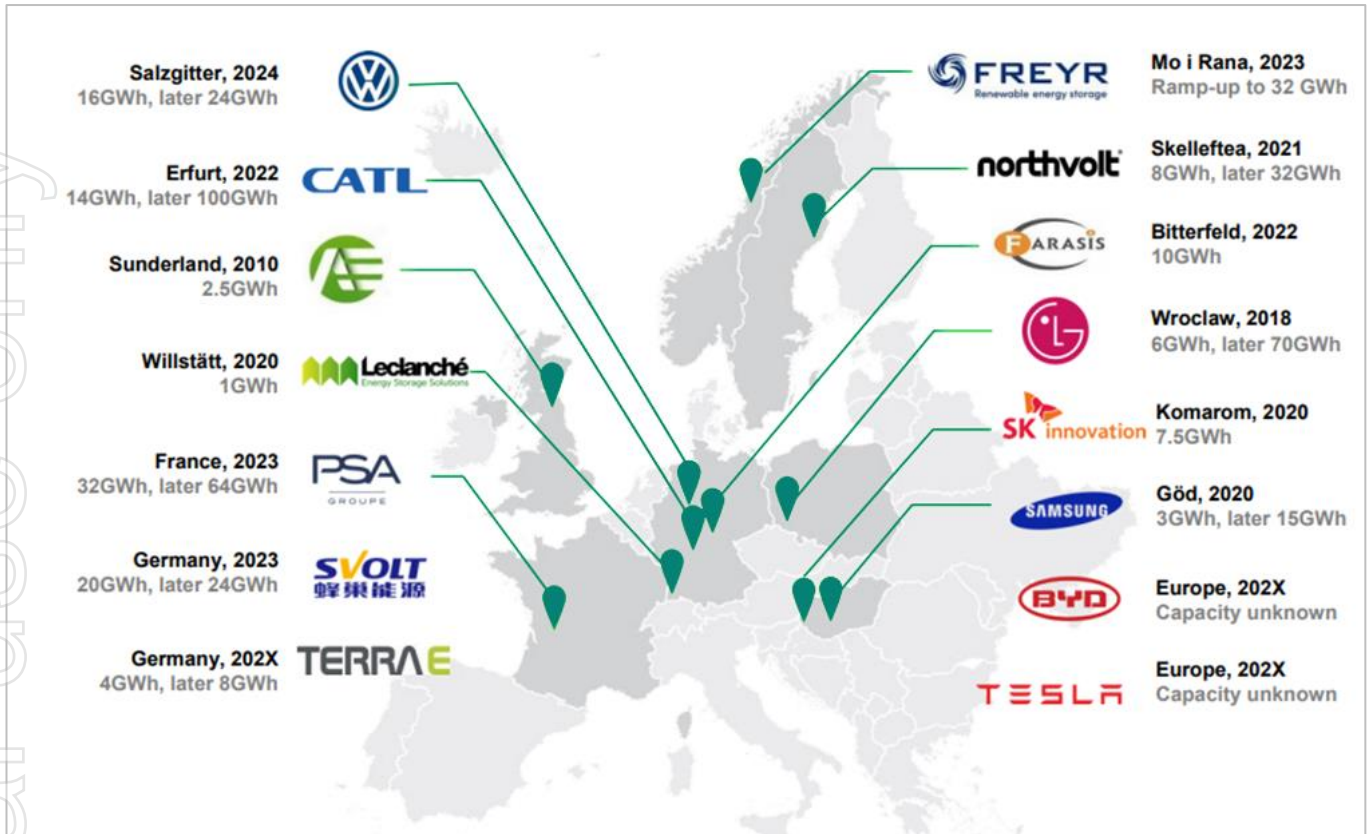 Salzgitter, 2024
16GWh, later 24GWh
Erfurt, 2022
14GWh, later 100GWh
CATL
Sunderland, 2010
2.5GWh
Willstätt, 2020
1GWh
Leclanché
Energy Storage Solutions
France, 2023
32GWh, later 64GWh
PSA
GROUPE
Germany, 2023
20GWh, later 24GWh
SVOLT
蜂巢能源
Germany, 202X
4GWh, later 8GWh
TERRA E
FREYR
Renewable energy storage
Mo i Rana, 2023
Ramp-up to 32 GWh
northvolt
Skelleftea, 2021
8GWh, later 32GWh
FARASIS
Bitterfeld, 2022
10GWh
LG
Wroclaw, 2018
6GWh, later 70GWh
SK innovation
Komarom, 2020
7.5GWh
SAMSUNG
Göd, 2020
3GWh, later 15GWh
BYD
Europe, 202X
Capacity unknown
TESLA
Europe, 202X
Capacity unknown